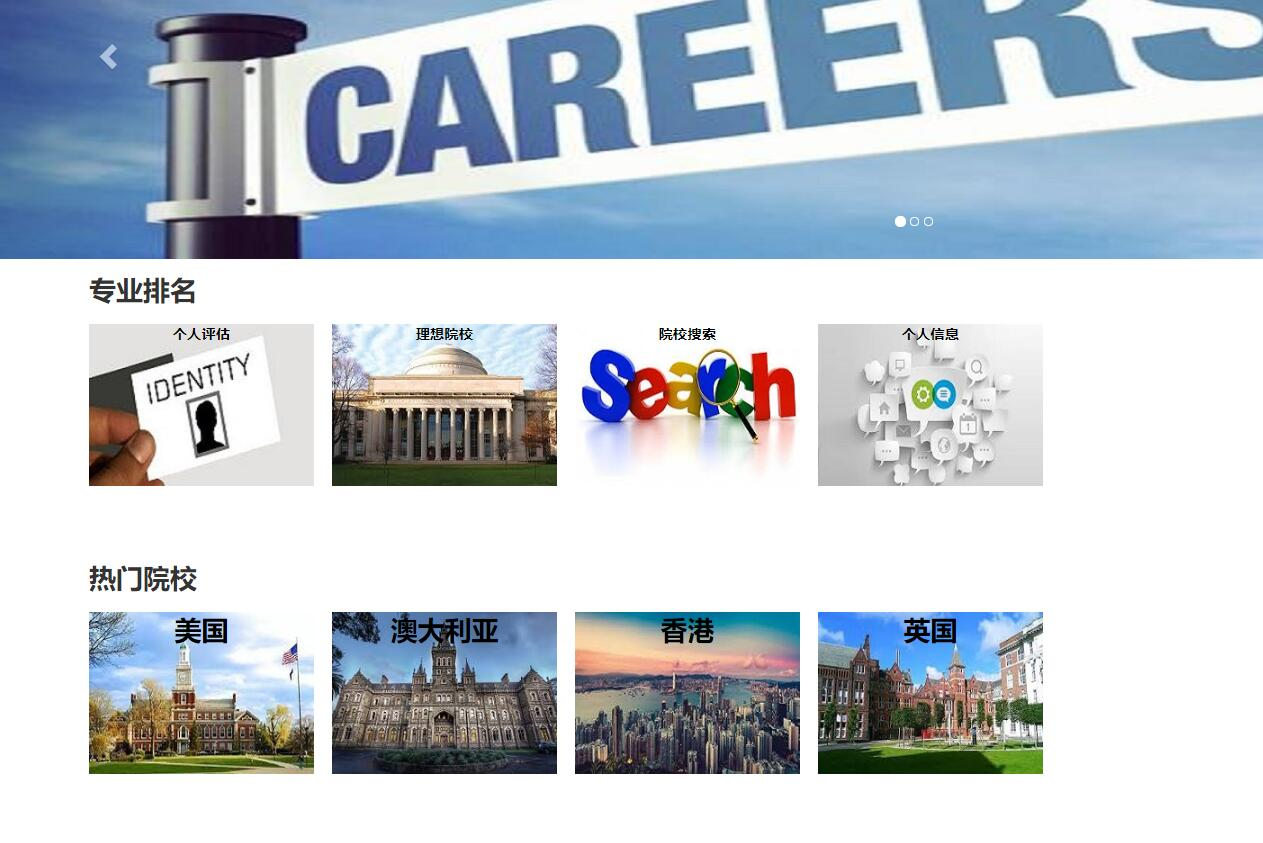 CAREERS
专业排名
个人评估
理想院校
院校搜索
个人信息
IDENTITY
Search
热门院校
美国
澳大利亚
香港
英国